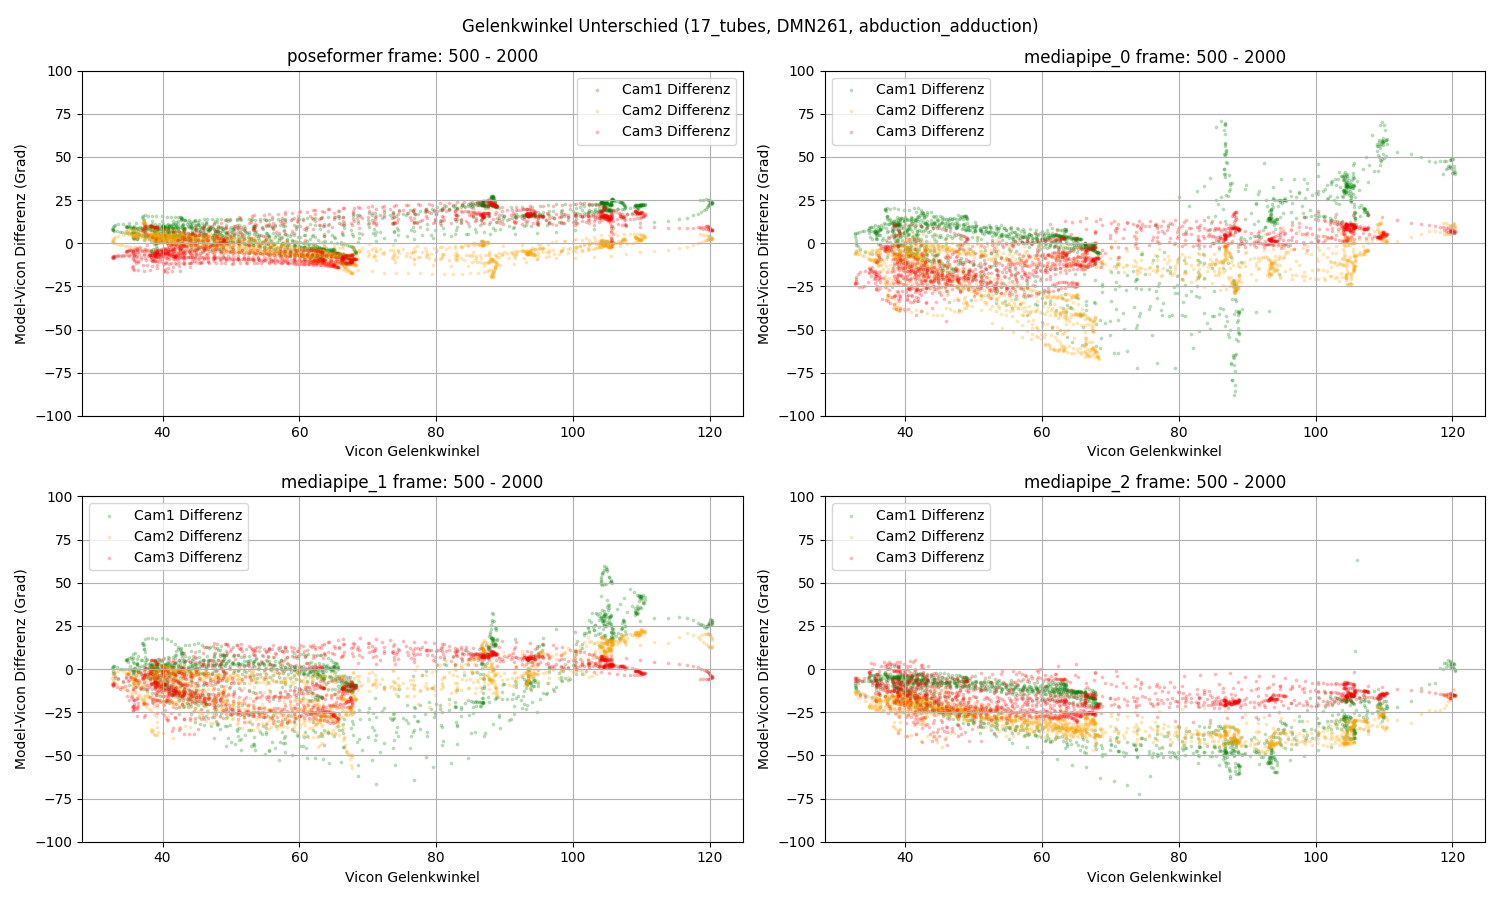 Gelenkwinkel Unterschied (17_tubes, DMN261, abduction_adduction)
poseformer frame: 500 - 2000
100
75
50
25
0
−25
−50
−75
−100
Model-Vicon Differenz (Grad)
Cam1 Differenz
Cam2 Differenz
Cam3 Differenz
40 60 80 100 120
Vicon Gelenkwinkel
mediapipe_0 frame: 500 - 2000
100
75
50
25
0
−25
−50
−75
−100
Model-Vicon Differenz (Grad)
Cam1 Differenz
Cam2 Differenz
Cam3 Differenz
40 60 80 100 120
Vicon Gelenkwinkel
mediapipe_1 frame: 500 - 2000
100
75
50
25
0
−25
−50
−75
−100
Model-Vicon Differenz (Grad)
Cam1 Differenz
Cam2 Differenz
Cam3 Differenz
40 60 80 100 120
Vicon Gelenkwinkel
mediapipe_2 frame: 500 - 2000
100
75
50
25
0
−25
−50
−75
−100
Model-Vicon Differenz (Grad)
Cam1 Differenz
Cam2 Differenz
Cam3 Differenz
40 60 80 100 120
Vicon Gelenkwinkel